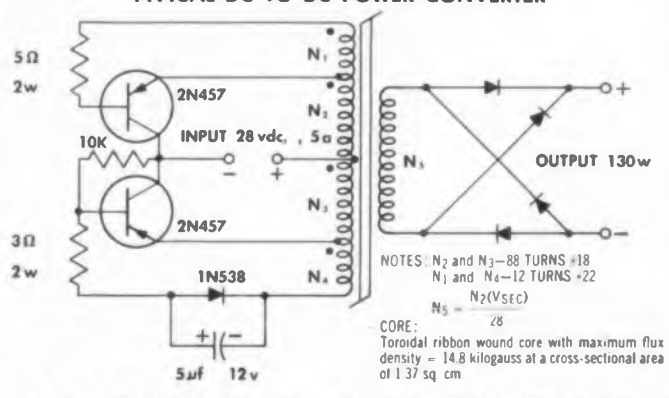 TYPICAL DC-TO-DC POWER CONVERTER
5Ω
2w
2N457
10K
INPUT 28 vdc, , 5a
- +
2N457
3Ω
2w
1N538
+ -
5µf 12v
N₁
N₂
N₃
N₄
N₅
+
OUTPUT 130w
-
NOTES: N₂ and N₃—88 TURNS #18
N₁ and N₄—12 TURNS #22
N₅ = N₂(VSEC)
28
CORE:
Toroidal ribbon wound core with maximum flux
density = 14.8 kilogauss at a cross-sectional area
of 1.37 sq. cm